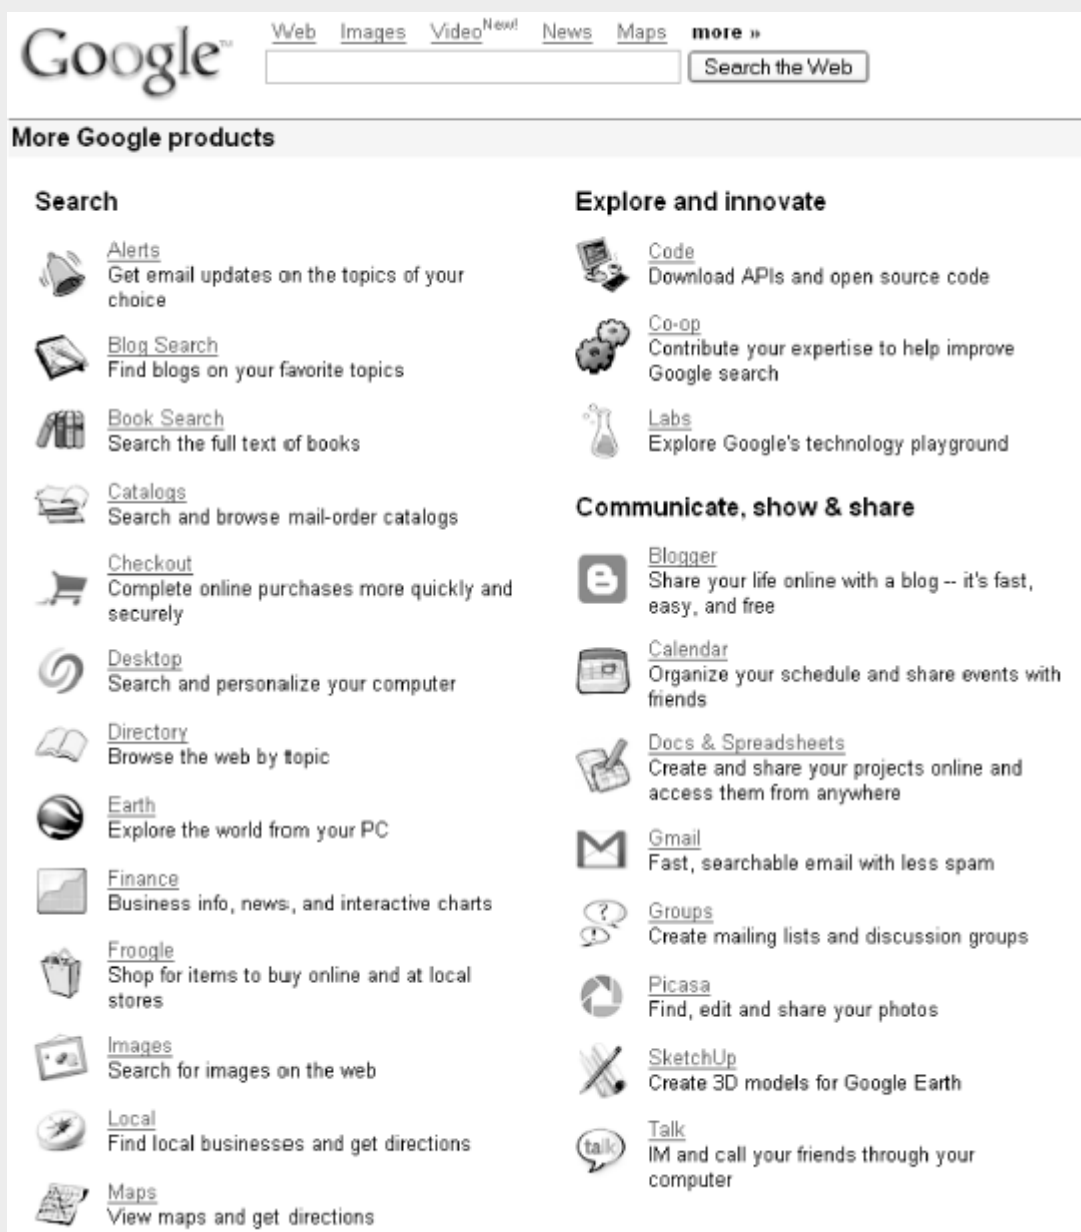 Google™
Web Images Video New! News Maps more »
Search the Web
More Google products
Search
Alerts
Get email updates on the topics of your
choice
Blog Search
Find blogs on your favorite topics
Book Search
Search the full text of books
Catalogs
Search and browse mail-order catalogs
Checkout
Complete online purchases more quickly and
securely
Desktop
Search and personalize your computer
Directory
Browse the web by topic
Earth
Explore the world from your PC
Finance
Business info, news, and interactive charts
Froogle
Shop for items to buy online and at local
stores
Images
Search for images on the web
Local
Find local businesses and get directions
Maps
View maps and get directions
Explore and innovate
Code
Download APIs and open source code
Co-op
Contribute your expertise to help improve
Google search
Labs
Explore Google's technology playground
Communicate, show & share
Blogger
Share your life online with a blog -- it's fast,
easy, and free
Calendar
Organize your schedule and share events with
friends
Docs & Spreadsheets
Create and share your projects online and
access them from anywhere
Gmail
Fast, searchable email with less spam
Groups
Create mailing lists and discussion groups
Picasa
Find, edit and share your photos
SketchUp
Create 3D models for Google Earth
talk
Talk
IM and call your friends through your
computer